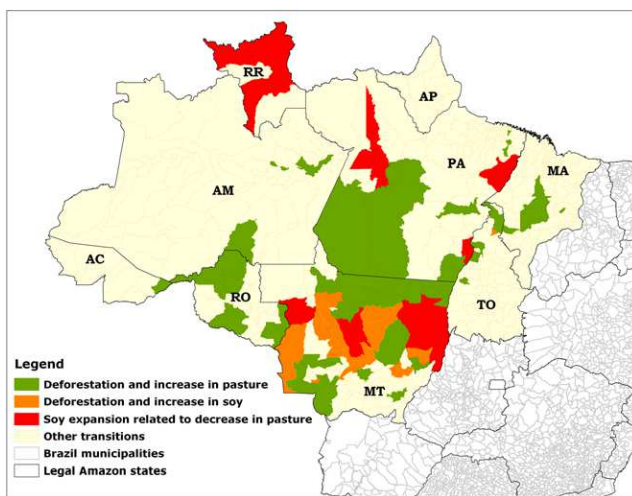 RR
AP
PA
MA
AM
AC
RO
TO
MT
Legend
Deforestation and increase in pasture
Deforestation and increase in soy
Soy expansion related to decrease in pasture
Other transitions
Brazil municipalities
Legal Amazon states